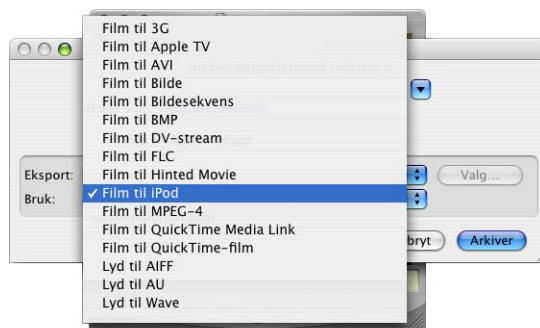 Film til 3G
Film til Apple TV
Film til AVI
Film til Bilde
Film til Bildesekvens
Film til BMP
Film til DV-stream
Film til FLC
Film til Hinted Movie
Eksport:
Valg...
✓ Film til iPod
Bruk:
Film til MPEG-4
Film til QuickTime Media Link
Film til QuickTime-film
bryt
Arkiver
Lyd til AIFF
Lyd til AU
Lyd til Wave